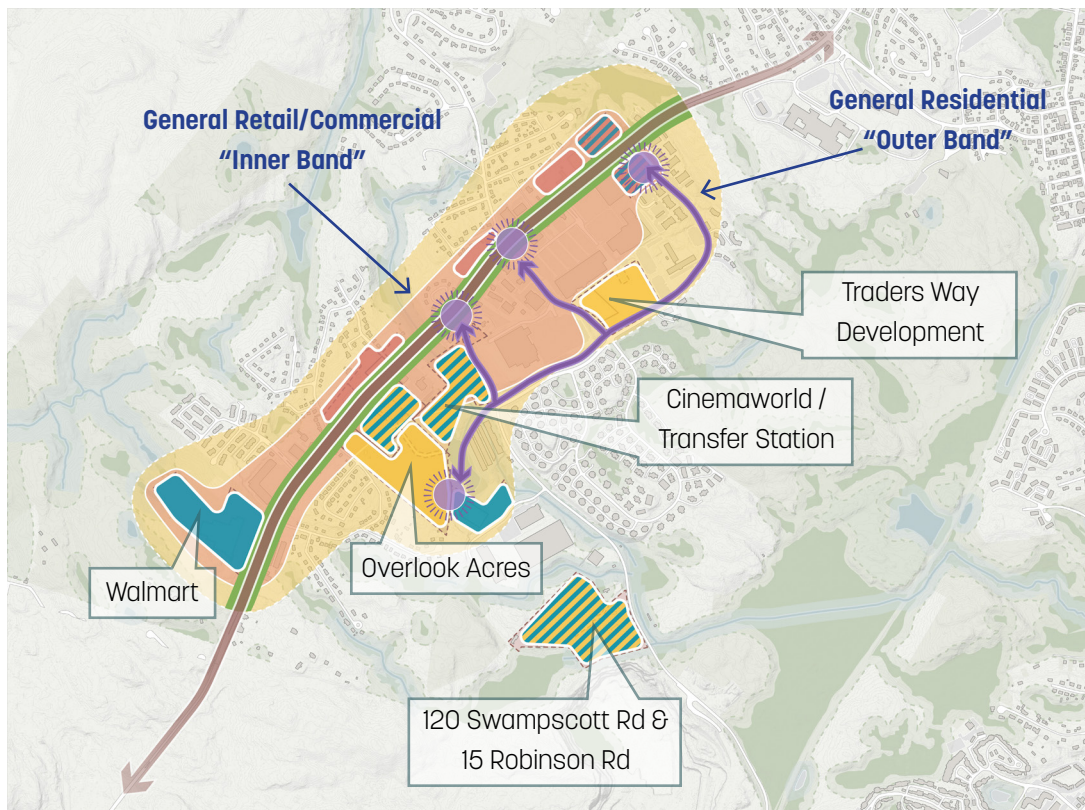 General Retail/Commercial
“Inner Band”
General Residential
“Outer Band”
Traders Way
Development
Cinemaworld /
Transfer Station
Overlook Acres
Walmart
120 Swampscott Rd &
15 Robinson Rd